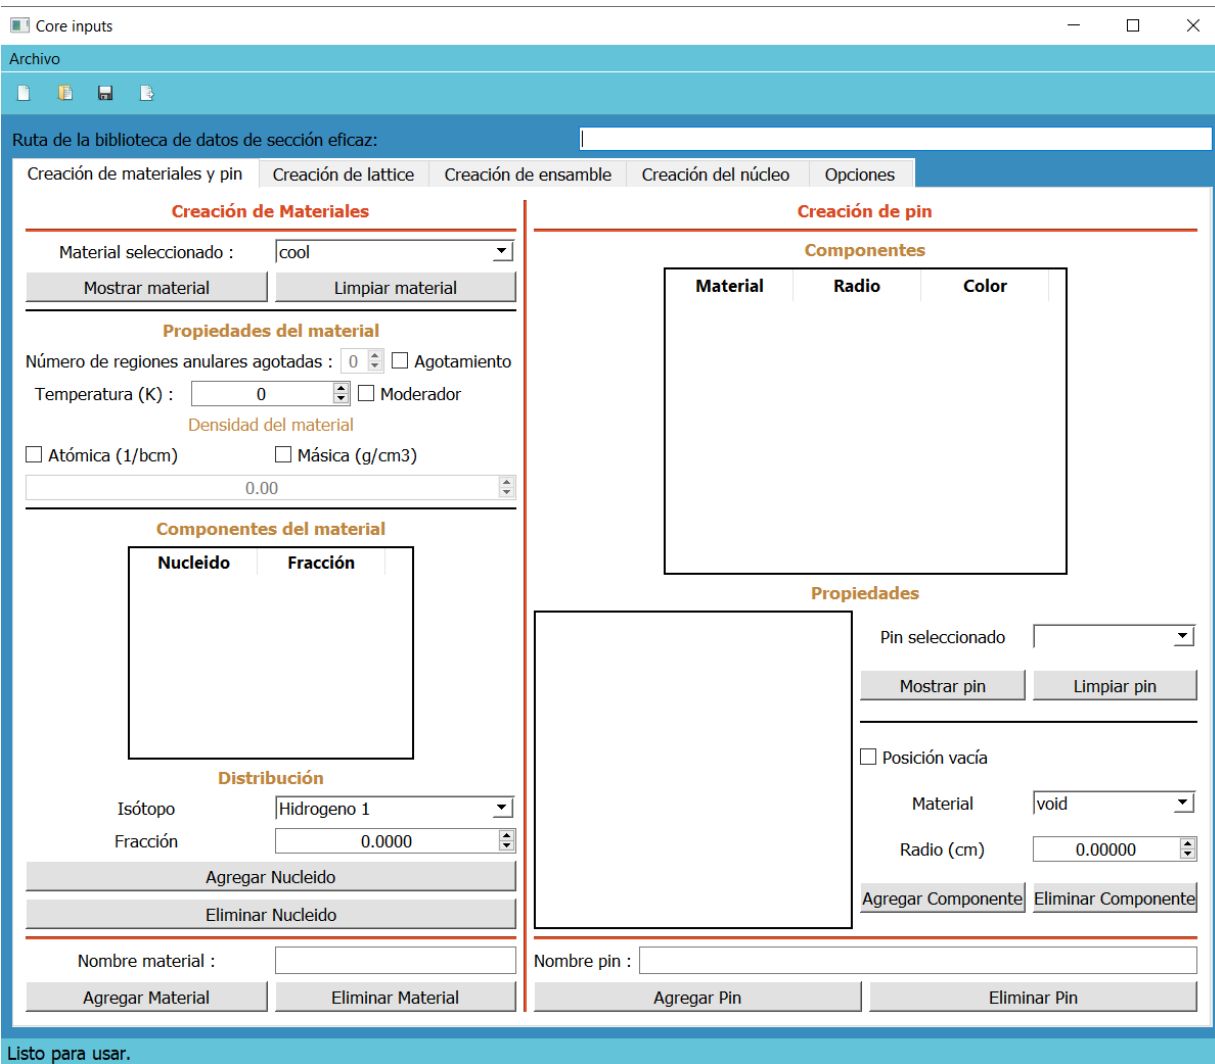 Core inputs
Archivo
Ruta de la biblioteca de datos de sección eficaz:
Creación de materiales y pin
Creación de lattice
Creación de ensamble
Creación del núcleo
Opciones
Creación de Materiales
Material seleccionado :
cool
Mostrar material
Limpiar material
Propiedades del material
Número de regiones anulares agotadas :
0
Agotamiento
Temperatura (K) :
0
Moderador
Densidad del material
Atómica (1/bcm)
Másica (g/cm3)
0.00
Componentes del material
Nucleido
Fracción
Distribución
Isótopo
Hidrogeno 1
Fracción
0.0000
Agregar Nucleido
Eliminar Nucleido
Nombre material :
Agregar Material
Eliminar Material
Creación de pin
Componentes
Material
Radio
Color
Propiedades
Pin seleccionado
Mostrar pin
Limpiar pin
Posición vacía
Material
void
Radio (cm)
0.00000
Agregar Componente
Eliminar Componente
Nombre pin :
Agregar Pin
Eliminar Pin
Listo para usar.